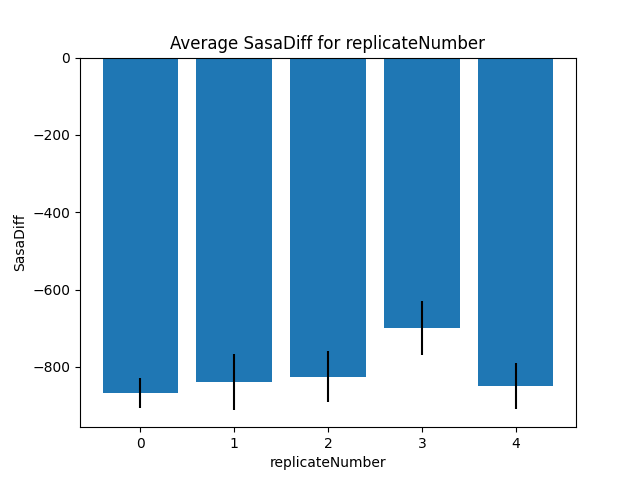 Average SasaDiff for replicateNumber
0
−200
−400
−600
−800
SasaDiff
0 1 2 3 4
replicateNumber